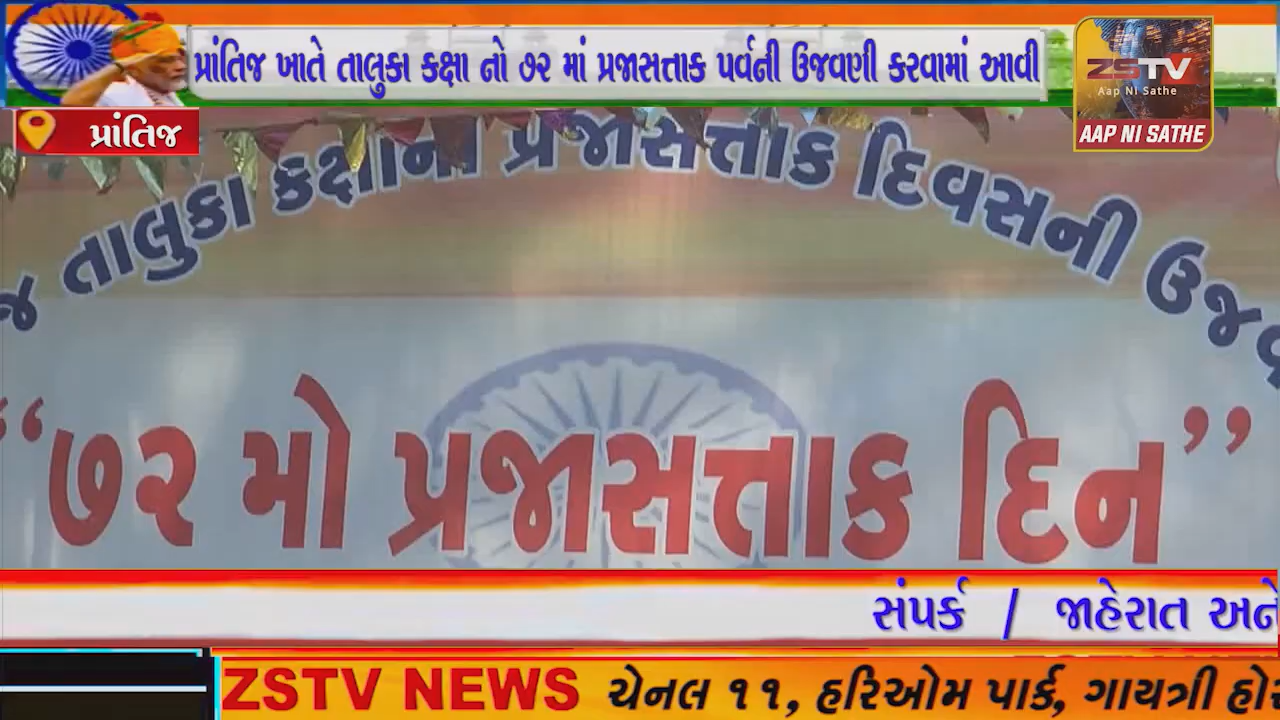 પ્રાંતિજ ખાતે તાલુકા કક્ષા નો ૭૨ માં પ્રજાસત્તાક પર્વની ઉજવણી કરવામાં આવી
ZSTV
Aap Ni Sathe
AAP NI SATHE
પ્રાંતિજ
જ તાલુકા કક્ષાની પ્રજાસત્તાક દિવસની ઉજવ
“૭૨ મો પ્રજાસત્તાક દિન”
સંપર્ક / જાહેરાત અને
ZSTV NEWS ચેનલ ૧૧, હરિઓમ પાર્ક, ગાયત્રી હોસ